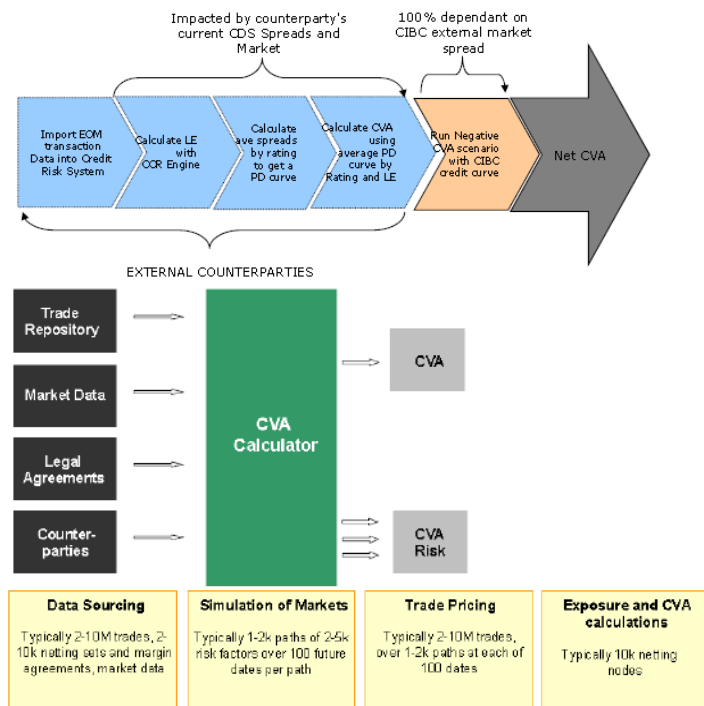 Impacted by counterparty's
current CDS Spreads and
Market
100% dependant on
CIBC external market
spread
Import EOM
transaction
Data into Credit
Risk System
Calculate LE
with
CCR Engine
Calculate
ave spreads
by rating
to get a
PD curve
Calculate CVA
using
average PD
curve by
Rating and LE
Run Negative
CVA scenario
with CIBC
credit curve
Net CVA
EXTERNAL COUNTERPARTIES
Trade
Repository
Market Data
Legal
Agreements
Counter-
parties
CVA
Calculator
CVA
CVA
Risk
Data Sourcing
Typically 2-10M trades, 2-
10k netting sets and margin
agreements, market data
Simulation of Markets
Typically 1-2k paths of 2-5k
risk factors over 100 future
dates per path
Trade Pricing
Typically 2-10M trades,
over 1-2k paths at each of
100 dates
Exposure and CVA
calculations
Typically 10k netting
nodes